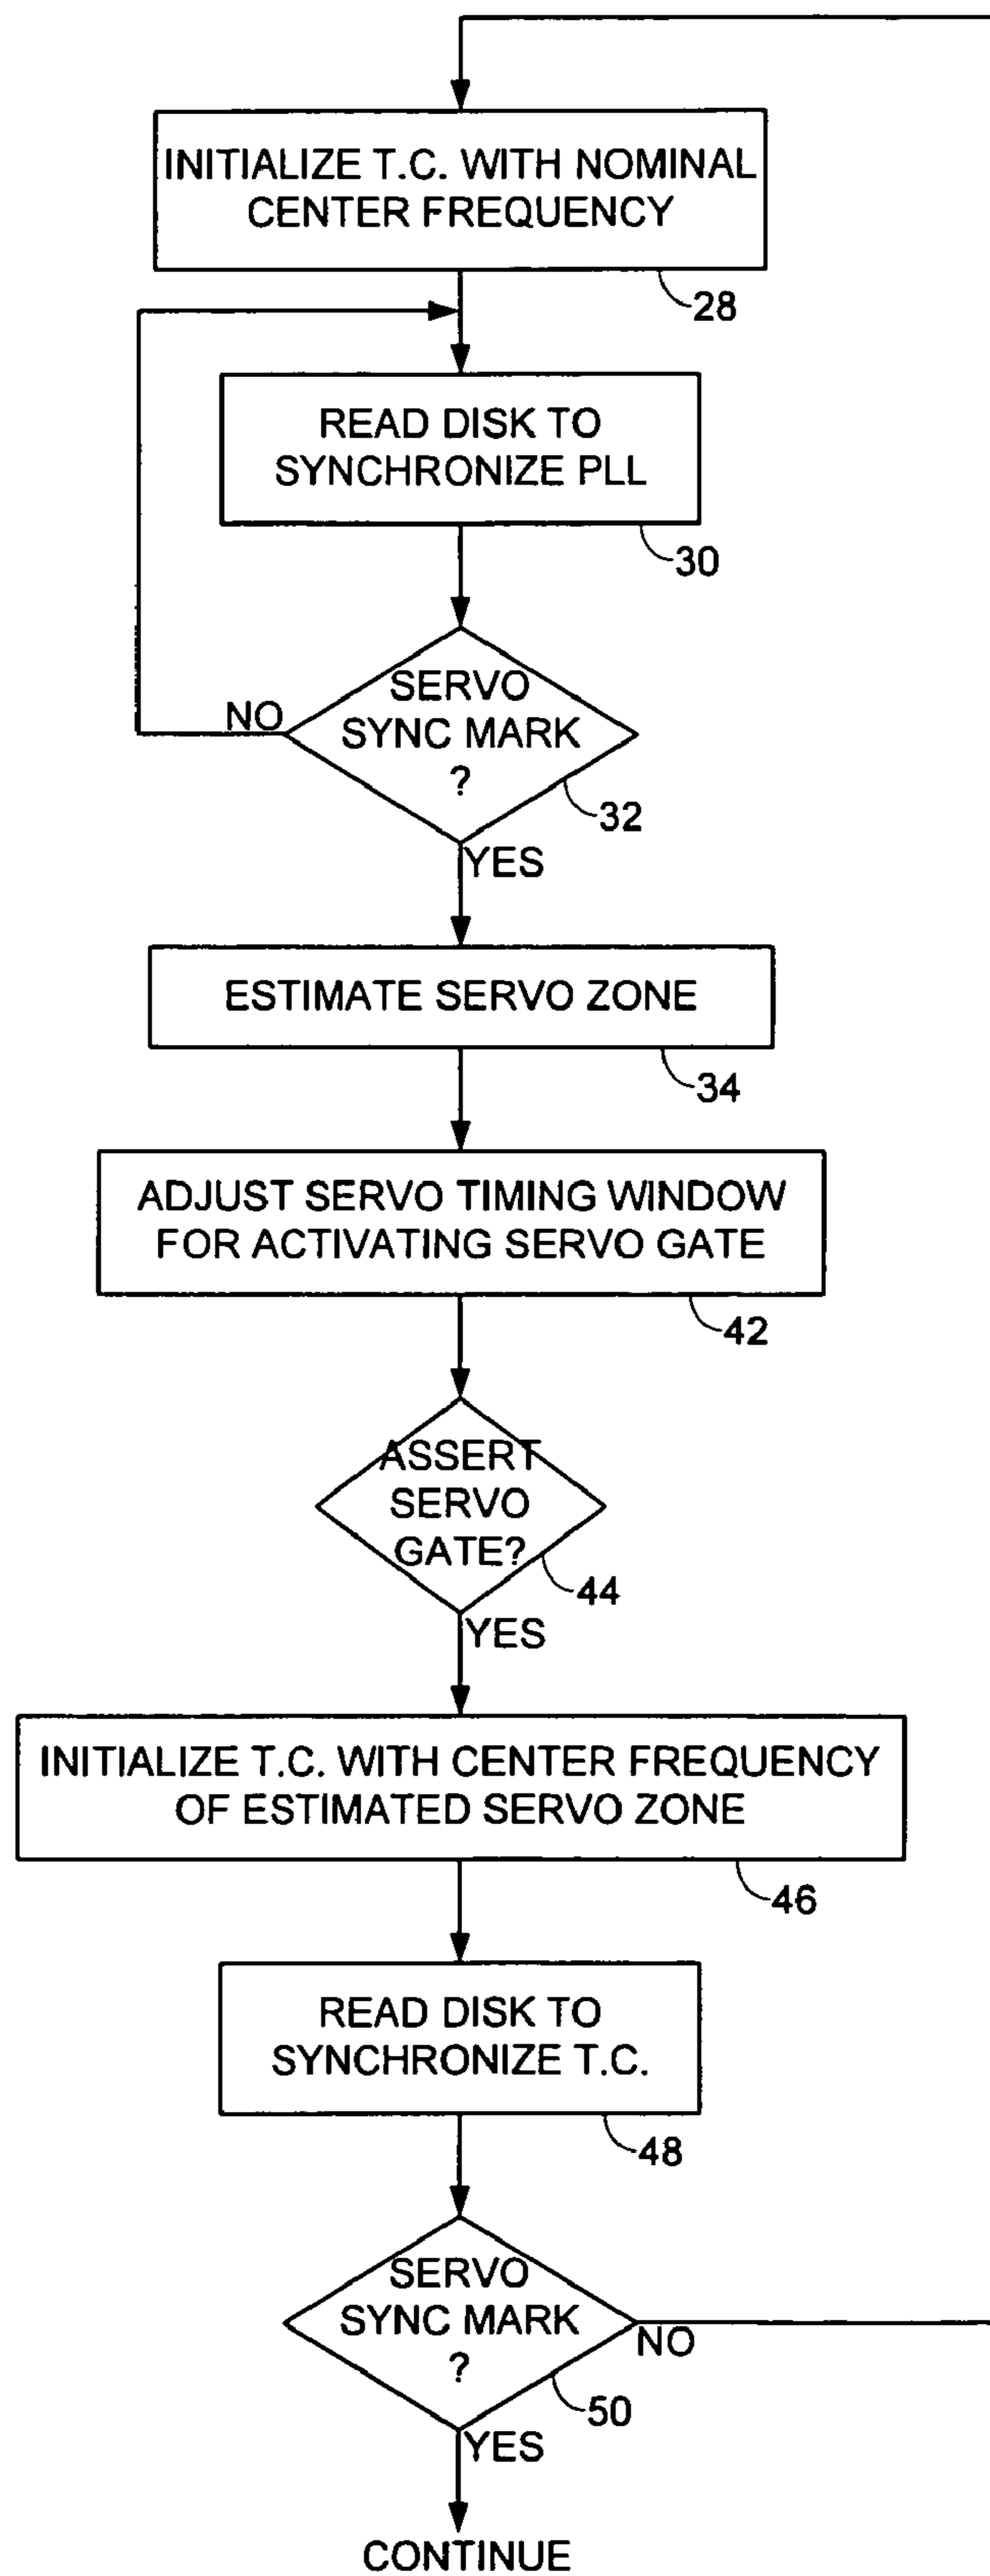 INITIALIZE T.C. WITH NOMINAL
CENTER FREQUENCY
28
READ DISK TO
SYNCHRONIZE PLL
30
SERVO
SYNC MARK
?
NO
32
YES
ESTIMATE SERVO ZONE
34
ADJUST SERVO TIMING WINDOW
FOR ACTIVATING SERVO GATE
42
ASSERT
SERVO
GATE?
44
YES
INITIALIZE T.C. WITH CENTER FREQUENCY
OF ESTIMATED SERVO ZONE
46
READ DISK TO
SYNCHRONIZE T.C.
48
SERVO
SYNC MARK
?
NO
50
YES
CONTINUE